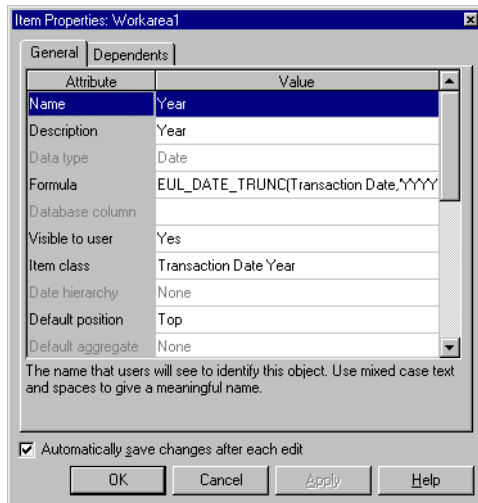 Item Properties: Workarea1
General Dependents
Attribute Value
Name Year
Description Year
Data type Date
Formula EUL_DATE_TRUNC(Transaction Date,'YYYY
Database column
Visible to user Yes
Item class Transaction Date Year
Date hierarchy None
Default position Top
Default aggregate None
The name that users will see to identify this object. Use mixed case text
and spaces to give a meaningful name.
Automatically save changes after each edit
OK Cancel Apply Help